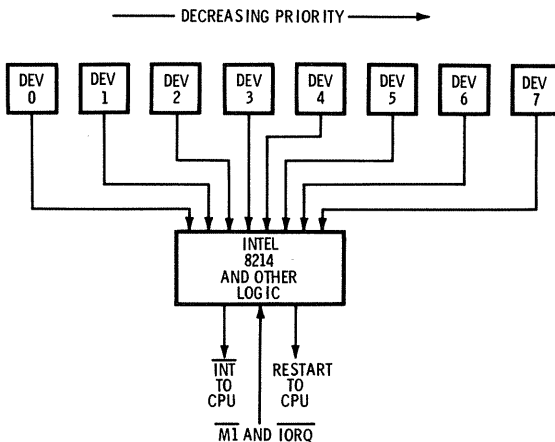 DECREASING PRIORITY
DEV
0
DEV
1
DEV
2
DEV
3
DEV
4
DEV
5
DEV
6
DEV
7
INTEL
8214
AND OTHER
LOGIC
INT
TO
CPU
RESTART
TO
CPU
M1 AND IORQ